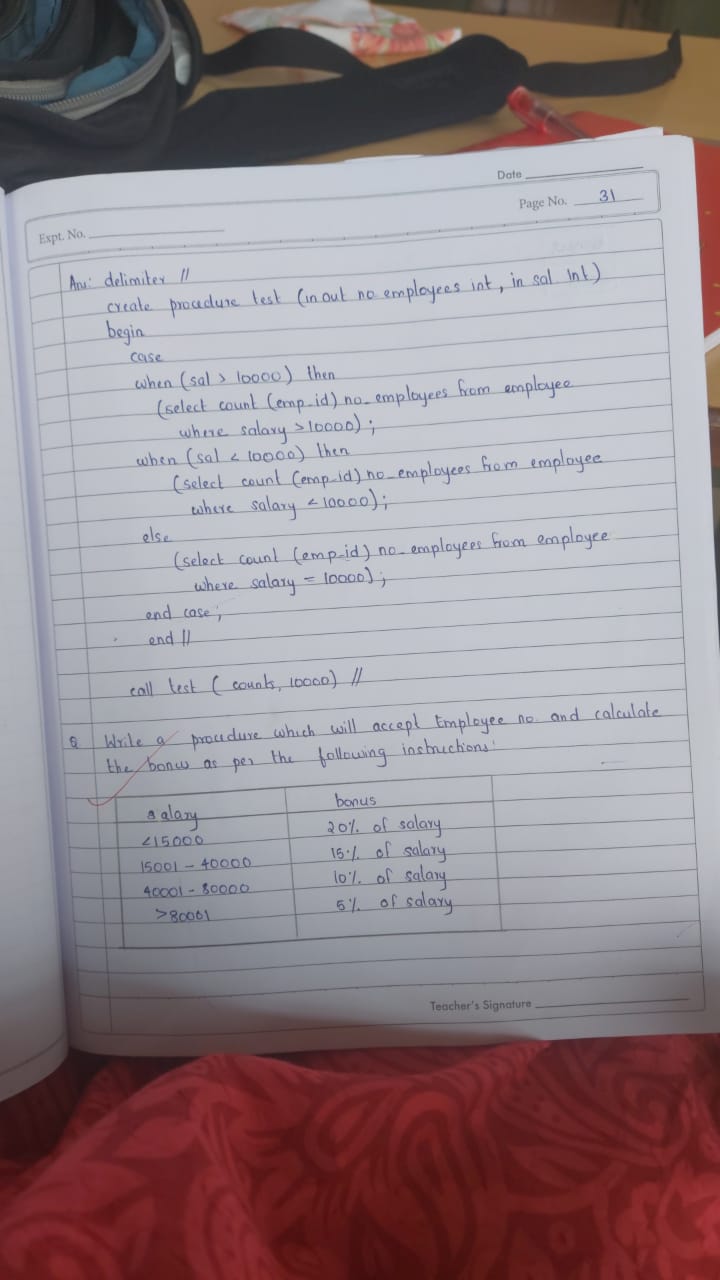 Date
Page No. 31
Expt. No.
Ans: delimiter //
create procedure test (in out no employees int, in sal int)
begin
case
when (sal > 10000) then
(select count (emp_id) no_employees from employee
where salary > 10000);
when (sal < 10000) then
(select count (emp_id) no_employees from employee
where salary < 10000);
else
(select count (emp_id) no_employees from employee
where salary = 10000);
end case;
end //
call test ( counts, 10000) //
Q Write a procedure which will accept Employee no. and calculate
the bonus as per the following instructions:
salary bonus
<15000 20% of salary
15001 - 40000 15% of salary
40001 - 80000 10% of salary
>80001 5% of salary
Teacher's Signature